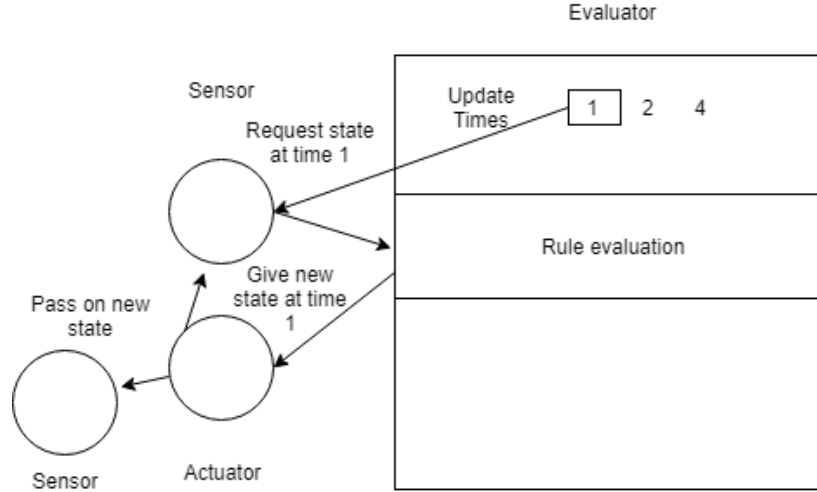 Evaluator
Sensor
Update
Times
1 2 4
Request state
at time 1
Rule evaluation
Give new
state at time
1
Pass on new
state
Sensor
Actuator